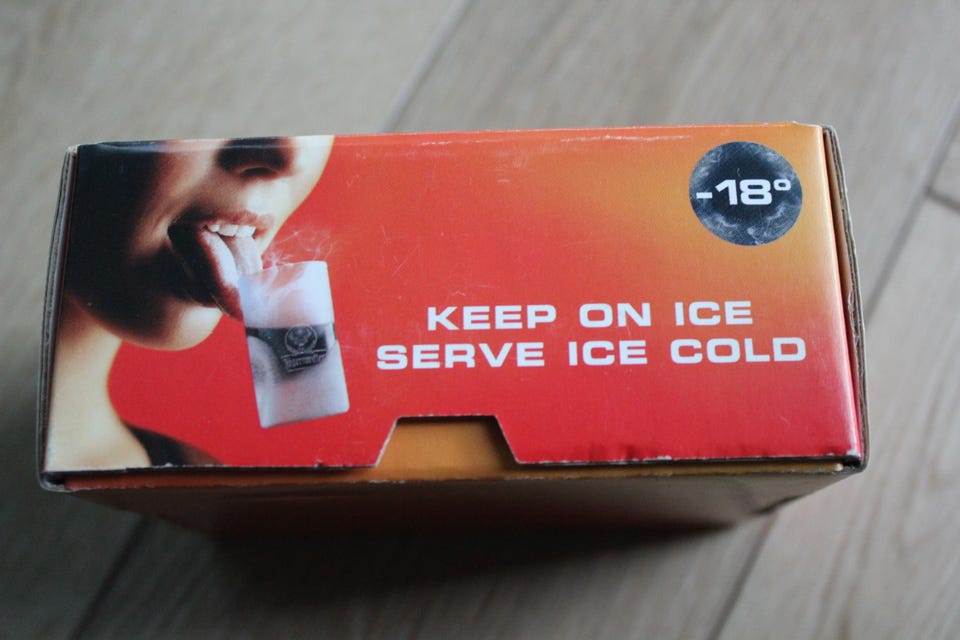 -18°
KEEP ON ICE
SERVE ICE COLD